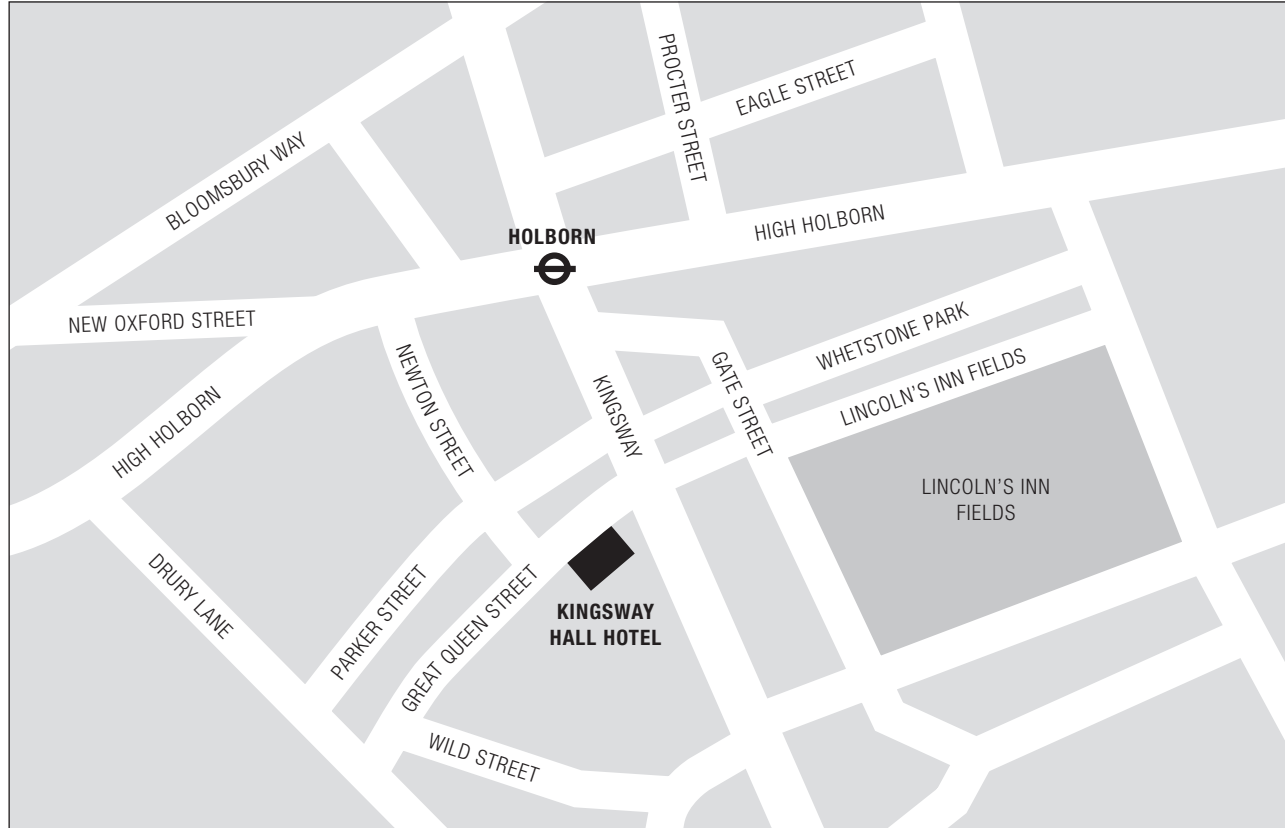 PROCTER STREET
EAGLE STREET
BLOOMSBURY WAY
HIGH HOLBORN
HOLBORN
NEW OXFORD STREET
WHETSTONE PARK
GATE STREET
LINCOLN'S INN FIELDS
NEWTON STREET
KINGSWAY
HIGH HOLBORN
LINCOLN'S INN
FIELDS
DRURY LANE
PARKER STREET
GREAT QUEEN STREET
KINGSWAY
HALL HOTEL
WILD STREET